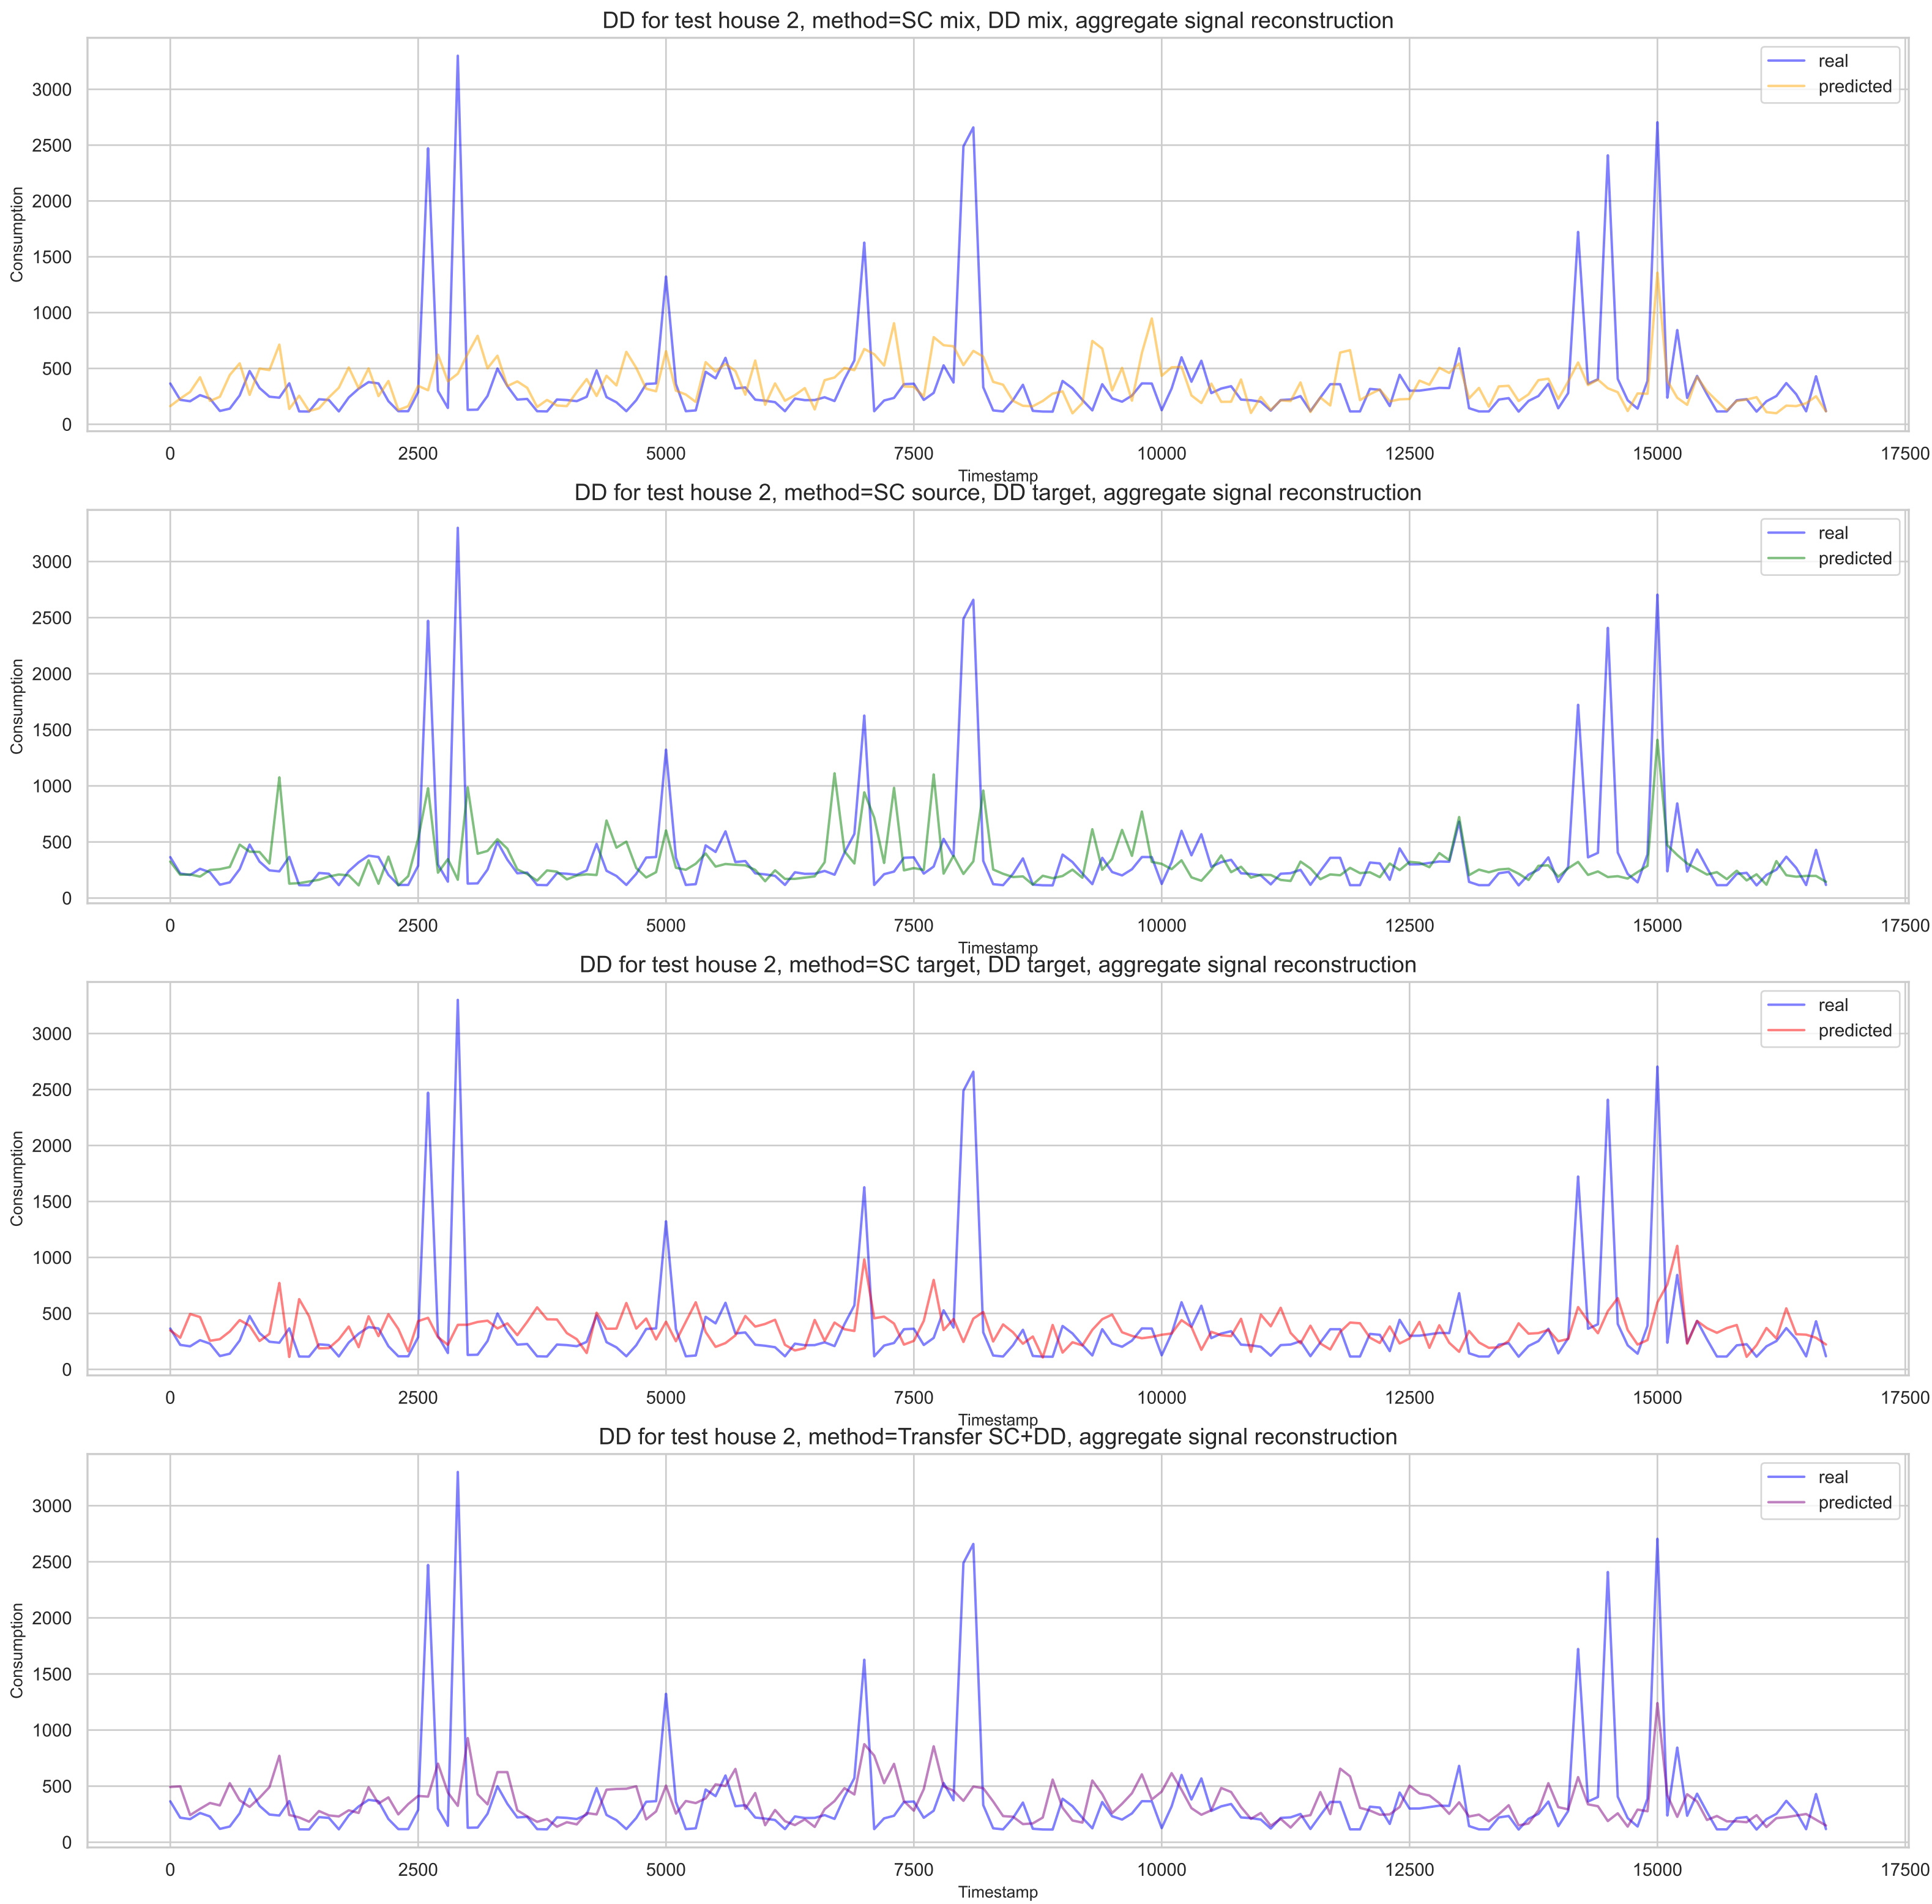 DD for test house 2, method=SC mix, DD mix, aggregate signal reconstruction
real
predicted
3000
2500
2000
1500
1000
500
0
Consumption
0 2500 5000 7500 10000 12500 15000 17500
Timestamp
DD for test house 2, method=SC source, DD target, aggregate signal reconstruction
real
predicted
3000
2500
2000
1500
1000
500
0
Consumption
0 2500 5000 7500 10000 12500 15000 17500
Timestamp
DD for test house 2, method=SC target, DD target, aggregate signal reconstruction
real
predicted
3000
2500
2000
1500
1000
500
0
Consumption
0 2500 5000 7500 10000 12500 15000 17500
Timestamp
DD for test house 2, method=Transfer SC+DD, aggregate signal reconstruction
real
predicted
3000
2500
2000
1500
1000
500
0
Consumption
0 2500 5000 7500 10000 12500 15000 17500
Timestamp